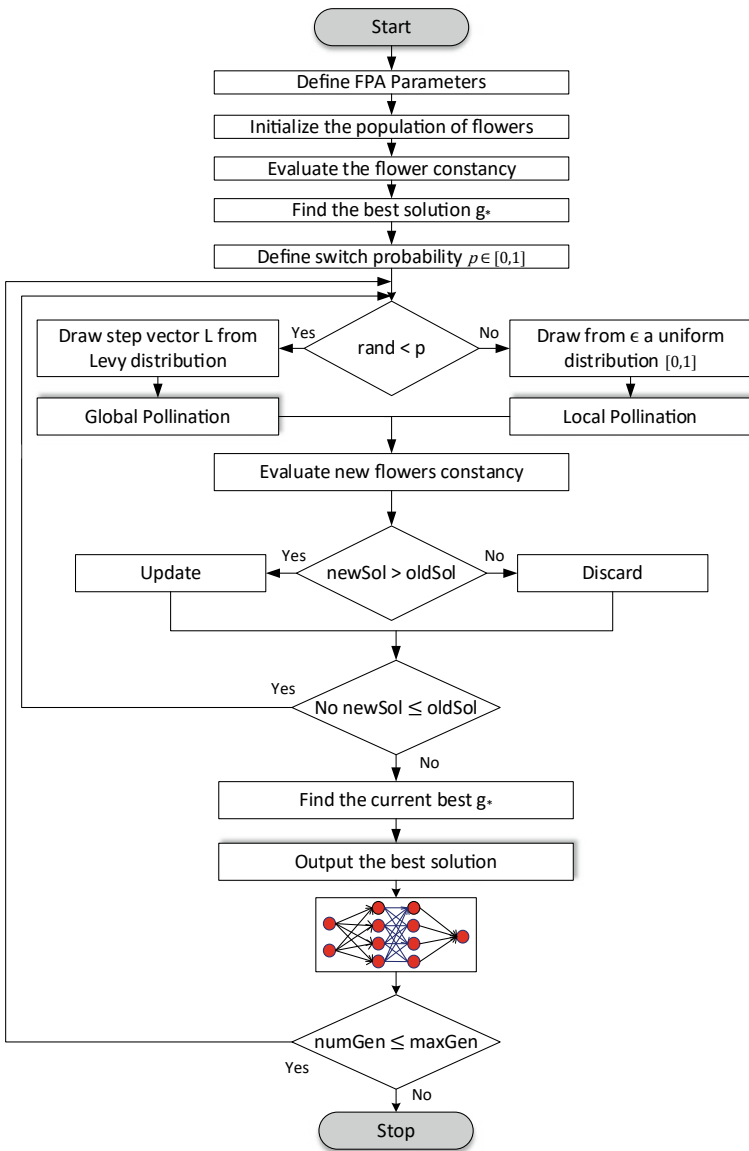 Start
Define FPA Parameters
Initialize the population of flowers
Evaluate the flower constancy
Find the best solution g*
Define switch probability p ∈ [0,1]
Draw step vector L from
Levy distribution
Yes
rand < p
No
Draw from ϵ a uniform
distribution [0,1]
Global Pollination
Local Pollination
Evaluate new flowers constancy
Update
Yes
newSol > oldSol
No
Discard
Yes
No newSol ≤ oldSol
No
Find the current best g*
Output the best solution
numGen ≤ maxGen
Yes
No
Stop